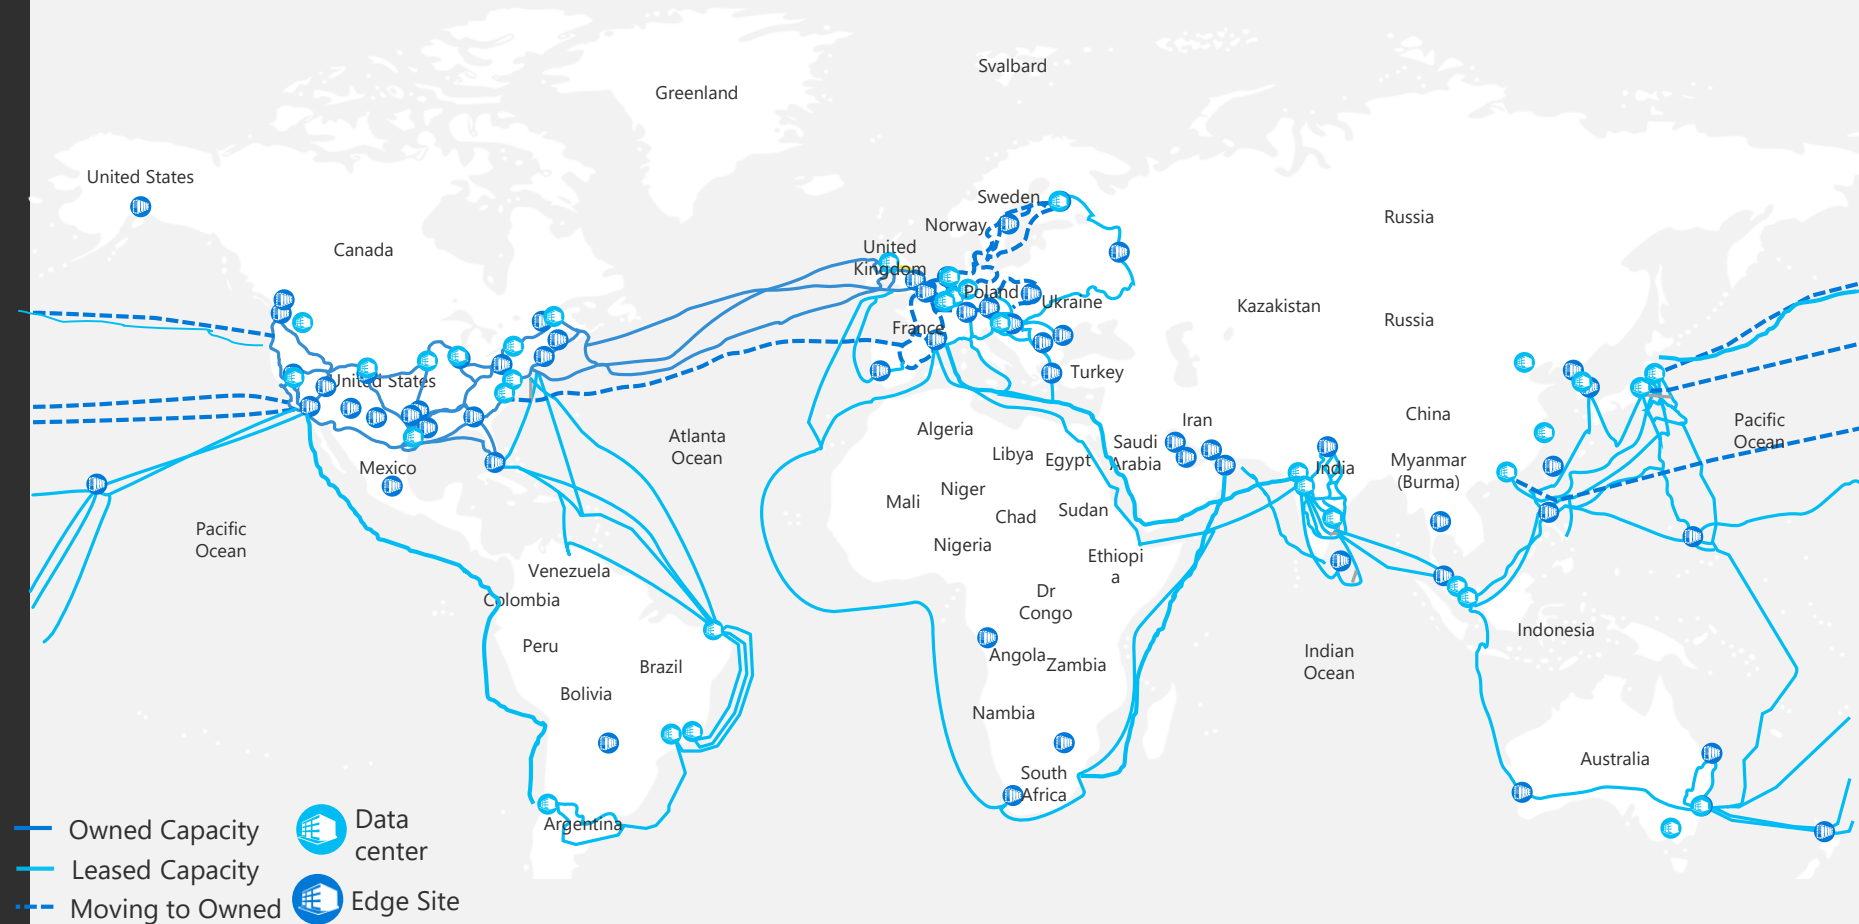 Svalbard
Greenland
United States
Sweden
Russia
Norway
Canada
United
Kingdom
Poland
Ukraine
Kazakistan
Russia
France
Turkey
United States
China
Pacific
Ocean
Iran
Algeria
Atlanta
Ocean
Saudi
Arabia
Libya
Egypt
Mexico
India
Myanmar
(Burma)
Niger
Mali
Chad
Sudan
Pacific
Ocean
Nigeria
Ethiopi
a
Venezuela
Colombia
Dr
Congo
Indonesia
Peru
Angola
Zambia
Brazil
Indian
Ocean
Bolivia
Nambia
Australia
South
Africa
Argentina
Owned Capacity
Leased Capacity
Moving to Owned
Data
center
Edge Site